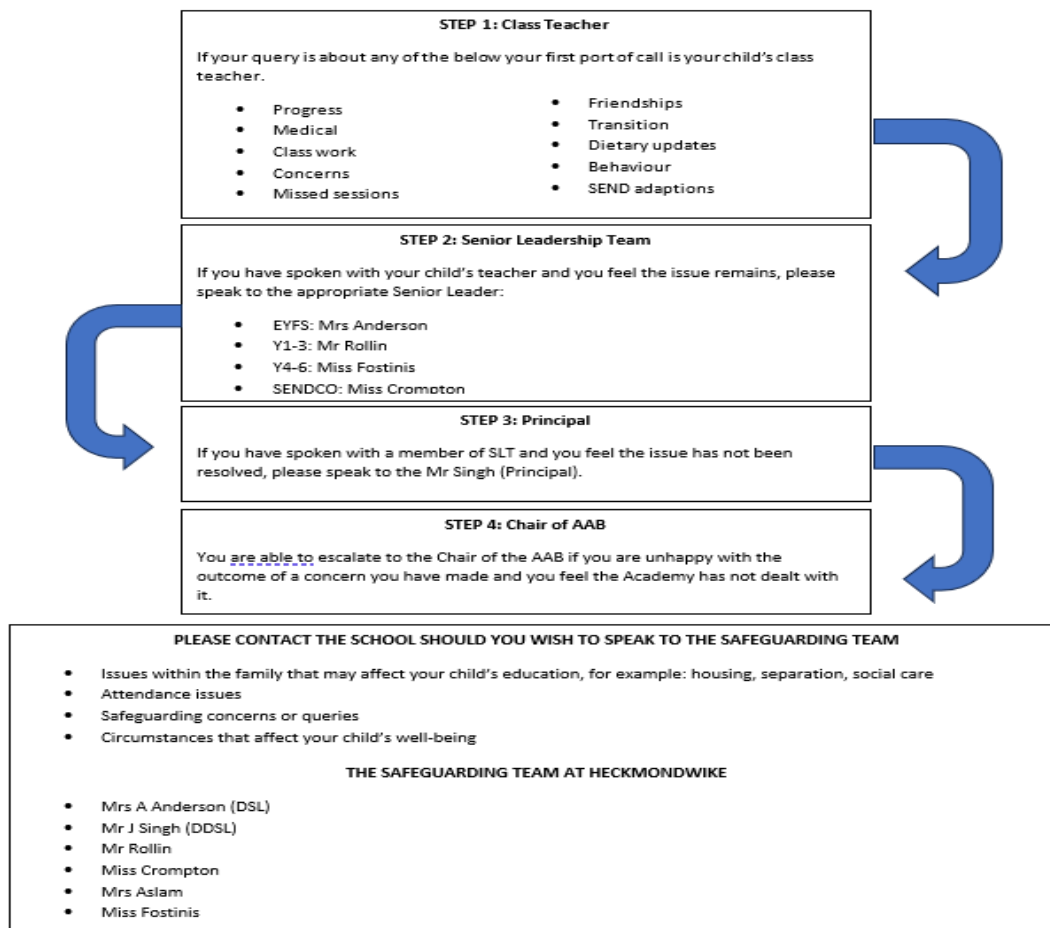 STEP 1: Class Teacher
If your query is about any of the below your first port of call is your child's class
teacher.
• Progress
• Medical
• Class work
• Concerns
• Missed sessions
• Friendships
• Transition
• Dietary updates
• Behaviour
• SEND adaptions
STEP 2: Senior Leadership Team
If you have spoken with your child's teacher and you feel the issue remains, please
speak to the appropriate Senior Leader:
• EYFS: Mrs Anderson
• Y1-3: Mr Rollin
• Y4-6: Miss Fostinis
• SENDCO: Miss Crompton
STEP 3: Principal
If you have spoken with a member of SLT and you feel the issue has not been
resolved, please speak to the Mr Singh (Principal).
STEP 4: Chair of AAB
You are able to escalate to the Chair of the AAB if you are unhappy with the
outcome of a concern you have made and you feel the Academy has not dealt with
it.
PLEASE CONTACT THE SCHOOL SHOULD YOU WISH TO SPEAK TO THE SAFEGUARDING TEAM
• Issues within the family that may affect your child's education, for example: housing, separation, social care
• Attendance issues
• Safeguarding concerns or queries
• Circumstances that affect your child's well-being
THE SAFEGUARDING TEAM AT HECKMONDWIKE
• Mrs A Anderson (DSL)
• Mr J Singh (DDSL)
• Mr Rollin
• Miss Crompton
• Mrs Aslam
• Miss Fostinis